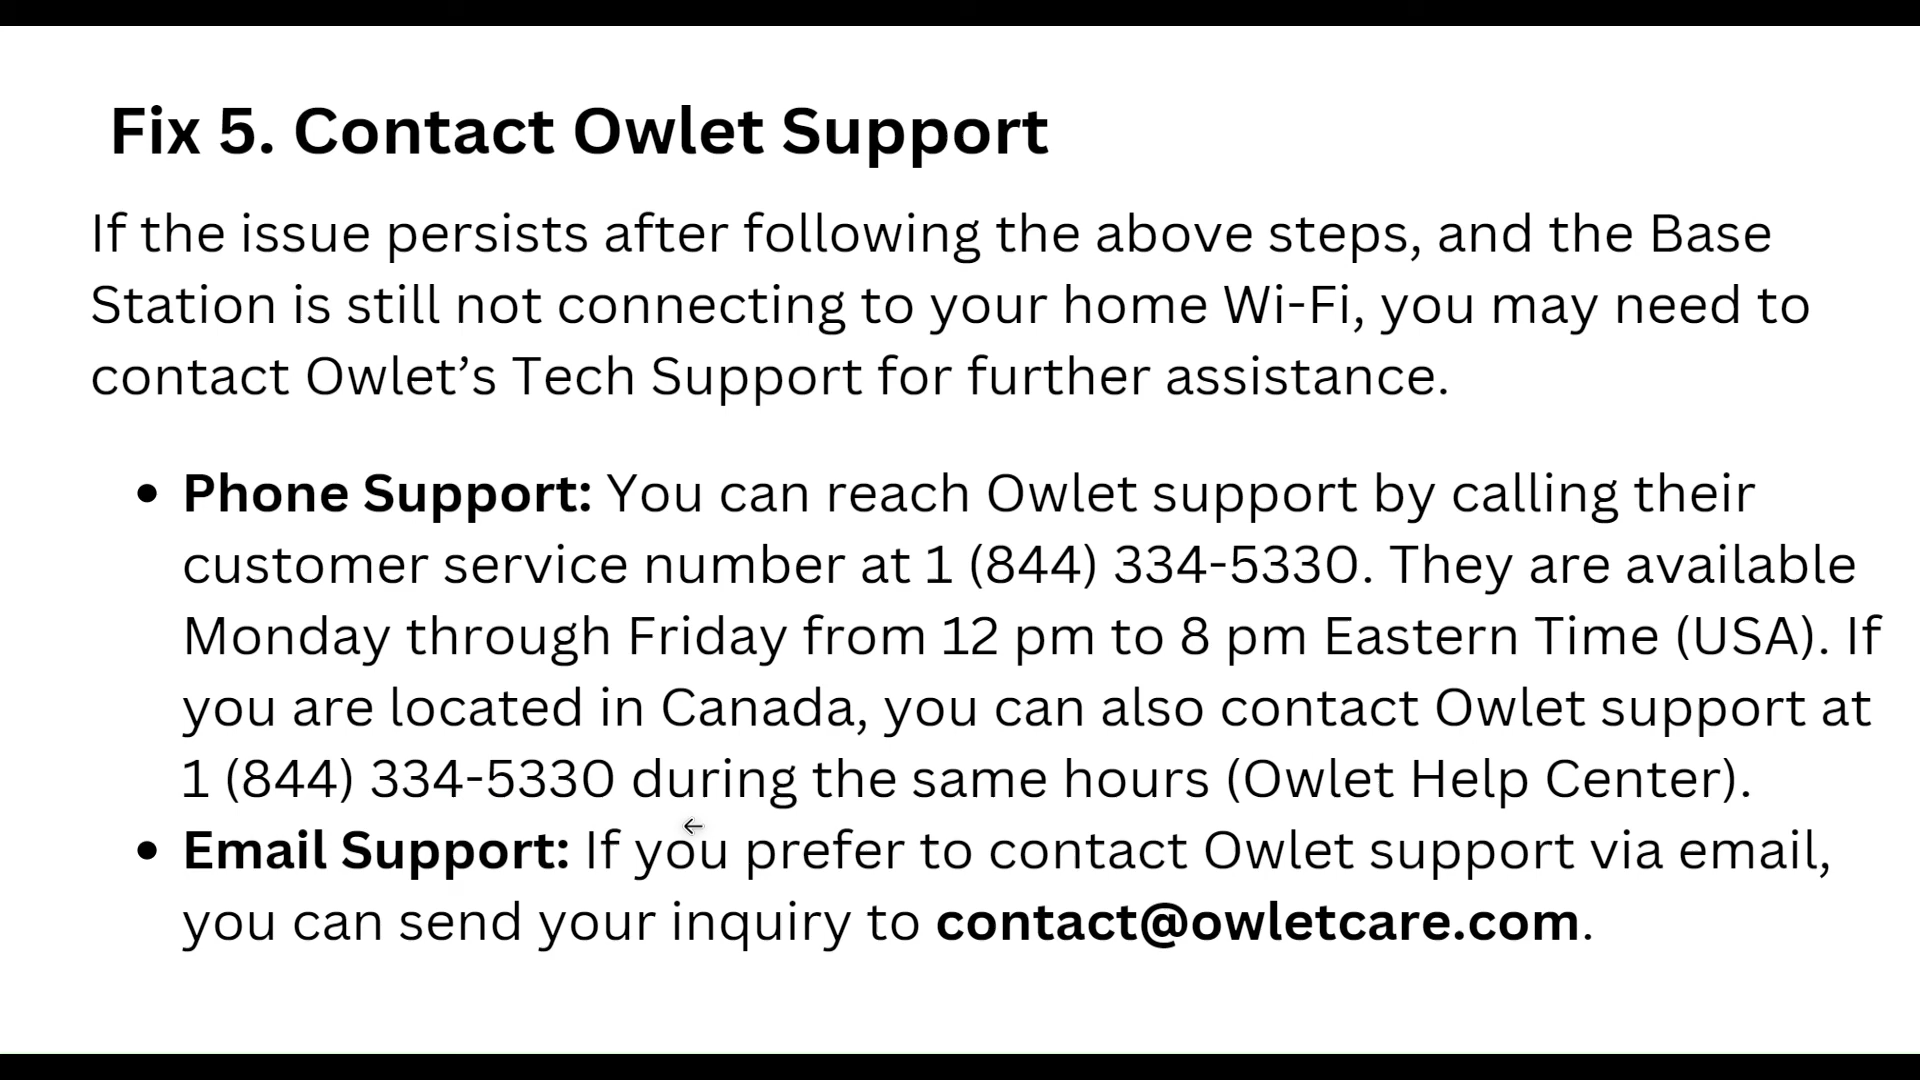 Fix 5. Contact Owlet Support
If the issue persists after following the above steps, and the Base
Station is still not connecting to your home Wi-Fi, you may need to
contact Owlet’s Tech Support for further assistance.
• Phone Support: You can reach Owlet support by calling their
customer service number at 1 (844) 334-5330. They are available
Monday through Friday from 12 pm to 8 pm Eastern Time (USA). If
you are located in Canada, you can also contact Owlet support at
1 (844) 334-5330 during the same hours (Owlet Help Center).
• Email Support: If you prefer to contact Owlet support via email,
you can send your inquiry to contact@owletcare.com.